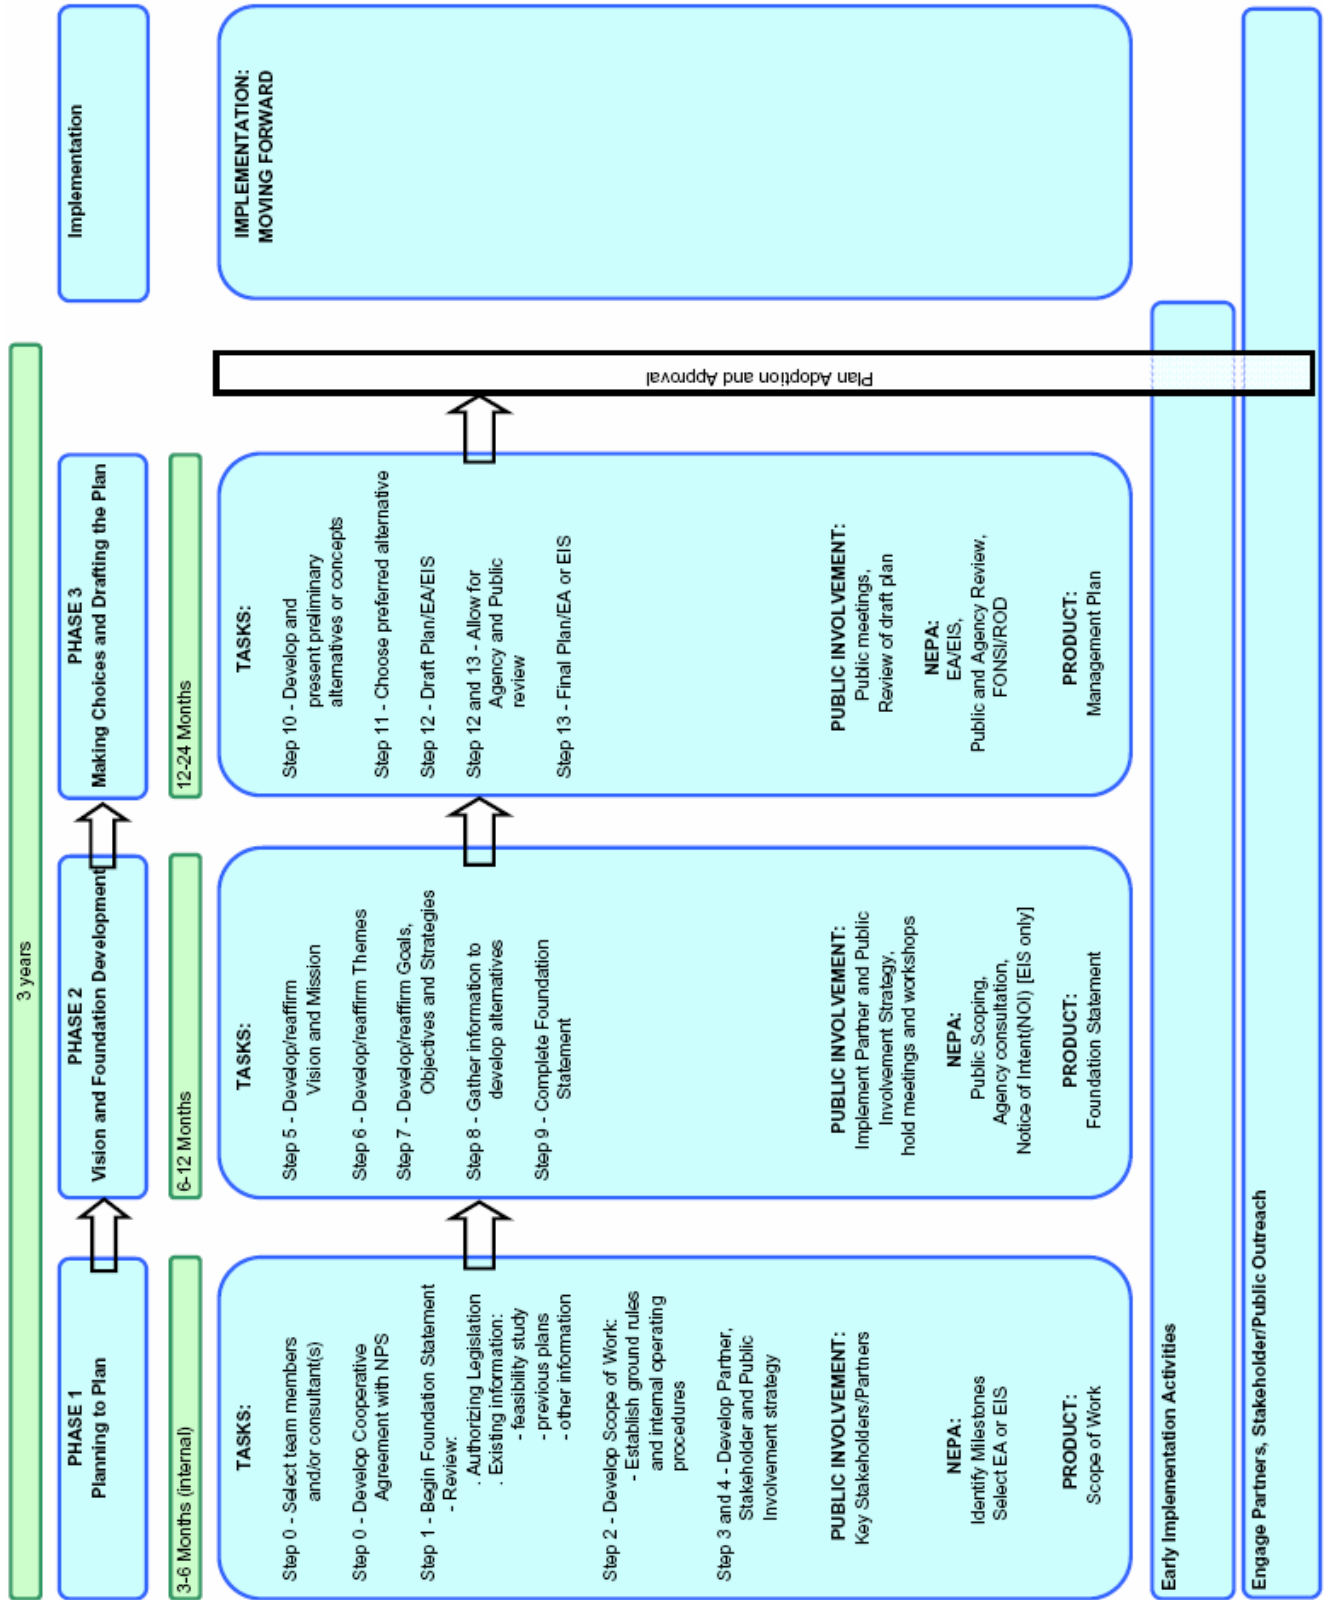 3 years
PHASE 1
Planning to Plan
PHASE 2
Vision and Foundation Development
PHASE 3
Making Choices and Drafting the Plan
Implementation
3-6 Months (internal)
6-12 Months
12-24 Months
TASKS:
Step 0 - Select team members
and/or consultant(s)
Step 0 - Develop Cooperative
Agreement with NPS
Step 1 - Begin Foundation Statement
- Review:
. Authorizing Legislation
. Existing information:
- feasibility study
- previous plans
- other information
Step 2 - Develop Scope of Work:
- Establish ground rules
and internal operating
procedures
Step 3 and 4 - Develop Partner,
Stakeholder and Public
Involvement strategy
PUBLIC INVOLVEMENT:
Key Stakeholders/Partners
NEPA:
Identify Milestones
Select EA or EIS
PRODUCT:
Scope of Work
TASKS:
Step 5 - Develop/reaffirm
Vision and Mission
Step 6 - Develop/reaffirm Themes
Step 7 - Develop/reaffirm Goals,
Objectives and Strategies
Step 8 - Gather information to
develop alternatives
Step 9 - Complete Foundation
Statement
PUBLIC INVOLVEMENT:
Implement Partner and Public
Involvement Strategy,
hold meetings and workshops
NEPA:
Public Scoping,
Agency consultation,
Notice of Intent(NOI) [EIS only]
PRODUCT:
Foundation Statement
TASKS:
Step 10 - Develop and
present preliminary
alternatives or concepts
Step 11 - Choose preferred alternative
Step 12 - Draft Plan/EA/EIS
Step 12 and 13 - Allow for
Agency and Public
review
Step 13 - Final Plan/EA or EIS
PUBLIC INVOLVEMENT:
Public meetings,
Review of draft plan
NEPA:
EA/EIS,
Public and Agency Review,
FONSI/ROD
PRODUCT:
Management Plan
Plan Adoption and Approval
IMPLEMENTATION:
MOVING FORWARD
Early Implementation Activities
Engage Partners, Stakeholder/Public Outreach